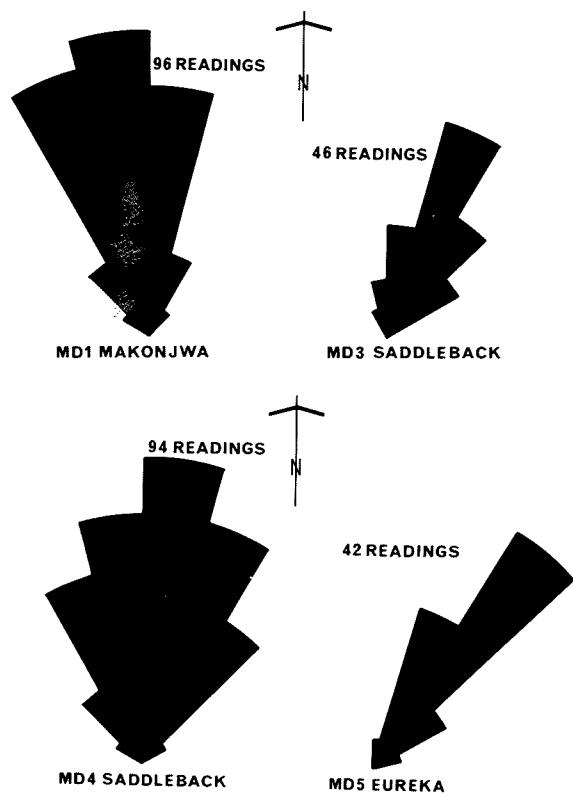 96 READINGS
N
46 READINGS
MD1 MAKONJWA
MD3 SADDLEBACK
94 READINGS
N
42 READINGS
MD4 SADDLEBACK
MD5 EUREKA